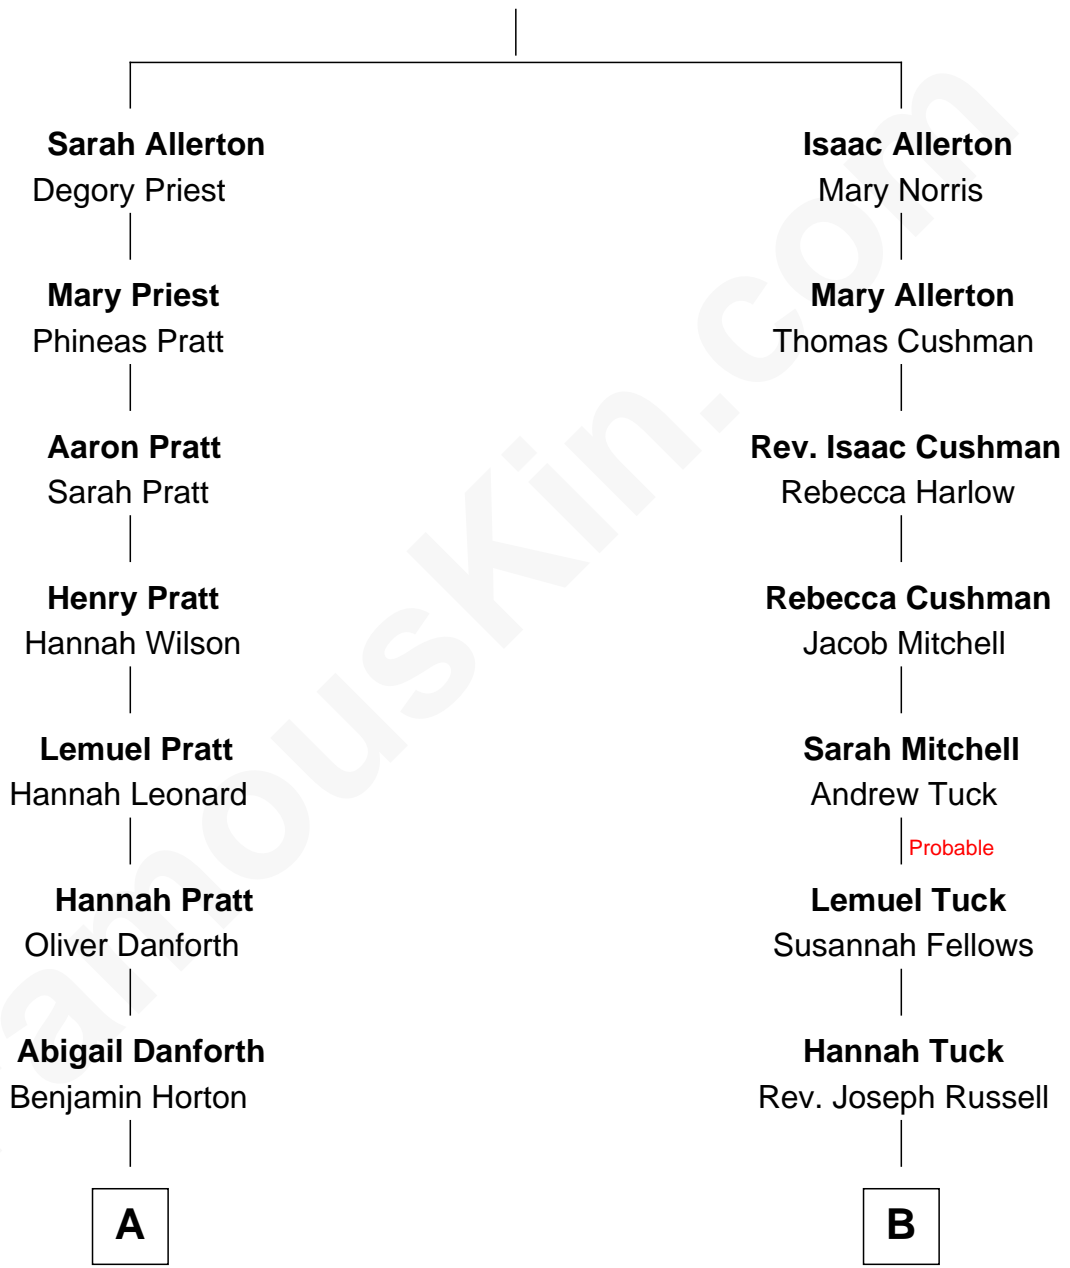 Sarah Allerton
Degory Priest
Mary Priest
Phineas Pratt
Aaron Pratt
Sarah Pratt
Henry Pratt
Hannah Wilson
Lemuel Pratt
Hannah Leonard
Hannah Pratt
Oliver Danforth
Abigail Danforth
Benjamin Horton
A
Isaac Allerton
Mary Norris
Mary Allerton
Thomas Cushman
Rev. Isaac Cushman
Rebecca Harlow
Rebecca Cushman
Jacob Mitchell
Sarah Mitchell
Andrew Tuck
Probable
Lemuel Tuck
Susannah Fellows
Hannah Tuck
Rev. Joseph Russell
B
amousKin.com